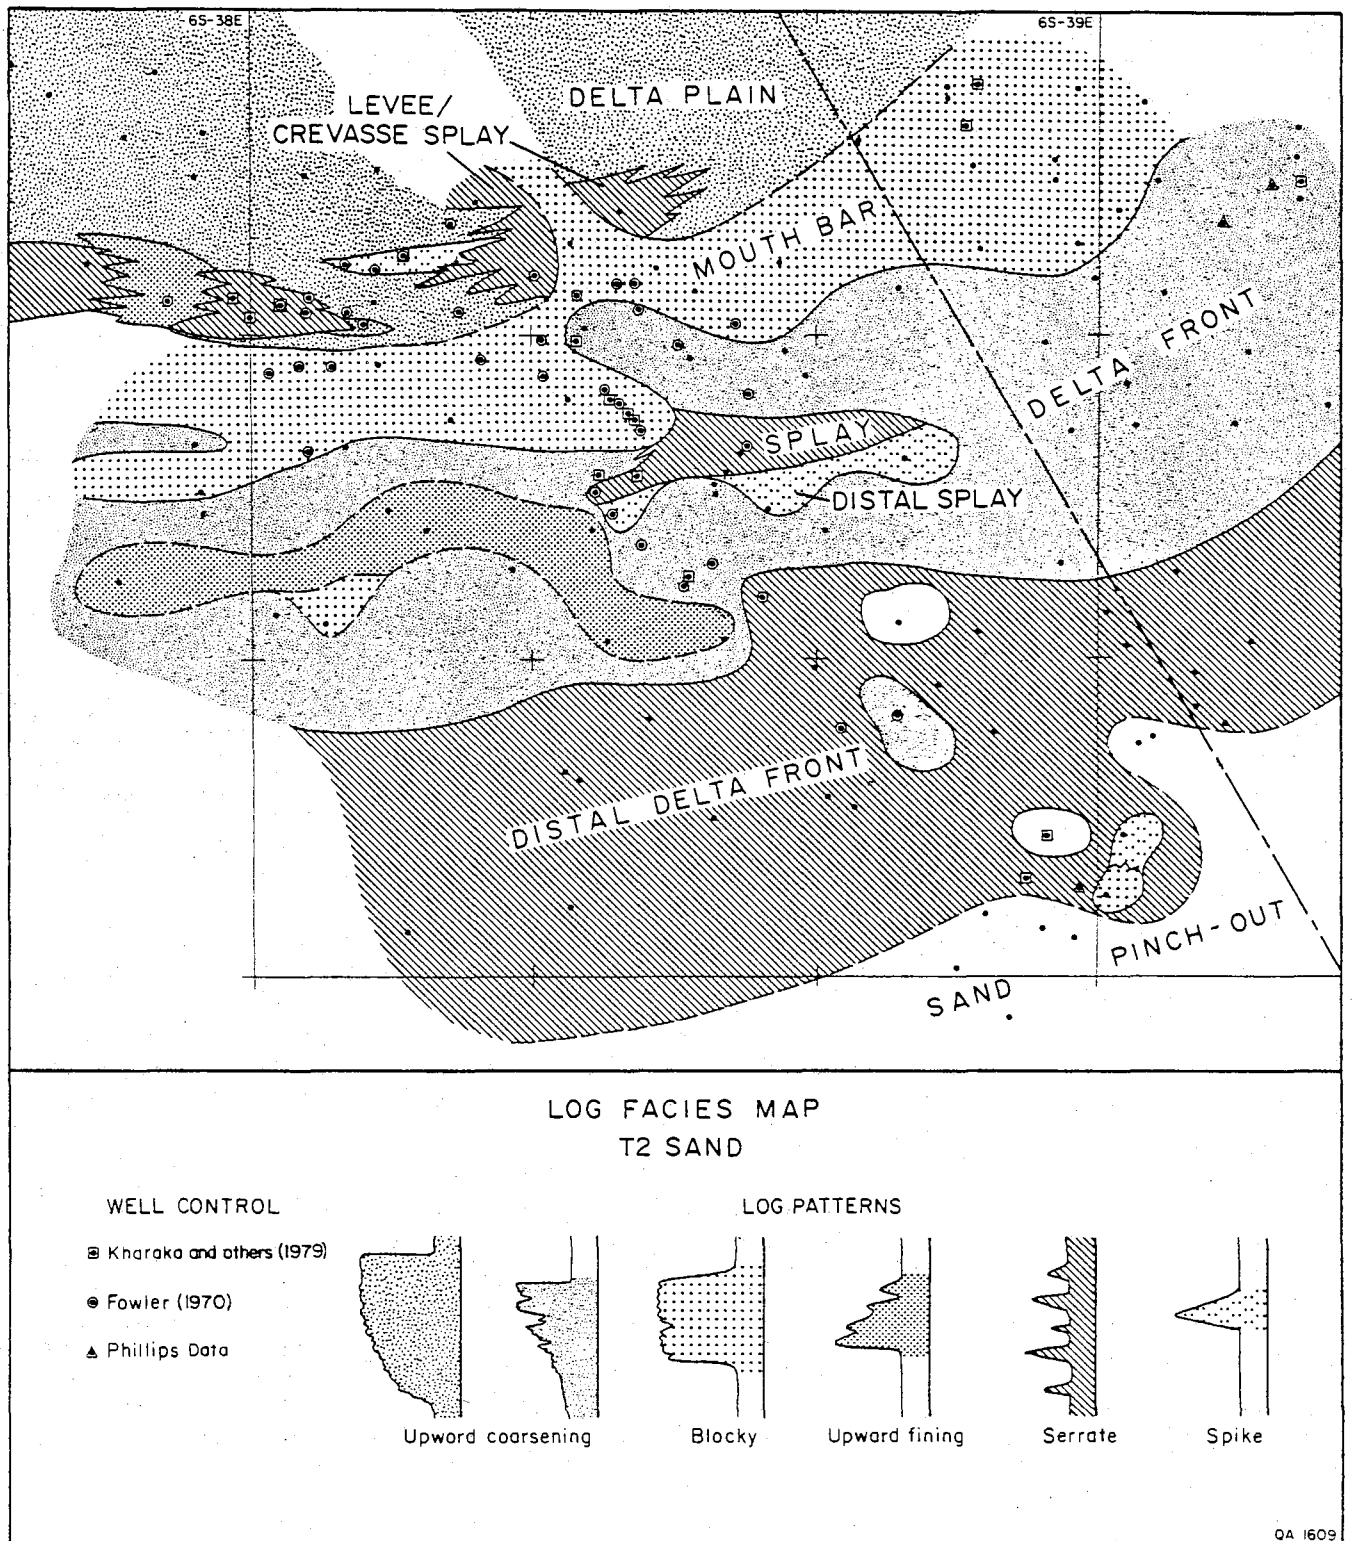 6S-38E
6S-39E
LEVEE/
CREVASSE SPLAY
DELTA PLAIN
MOUTH BAR
DELTA FRONT
SPLAY
DISTAL SPLAY
DISTAL DELTA FRONT
SAND PINCH-OUT
LOG FACIES MAP
T2 SAND
WELL CONTROL
Kharaka and others (1979)
Fowler (1970)
Phillips Data
LOG PATTERNS
Upword coarsening
Blocky
Upward fining
Serrate
Spike
QA 1609